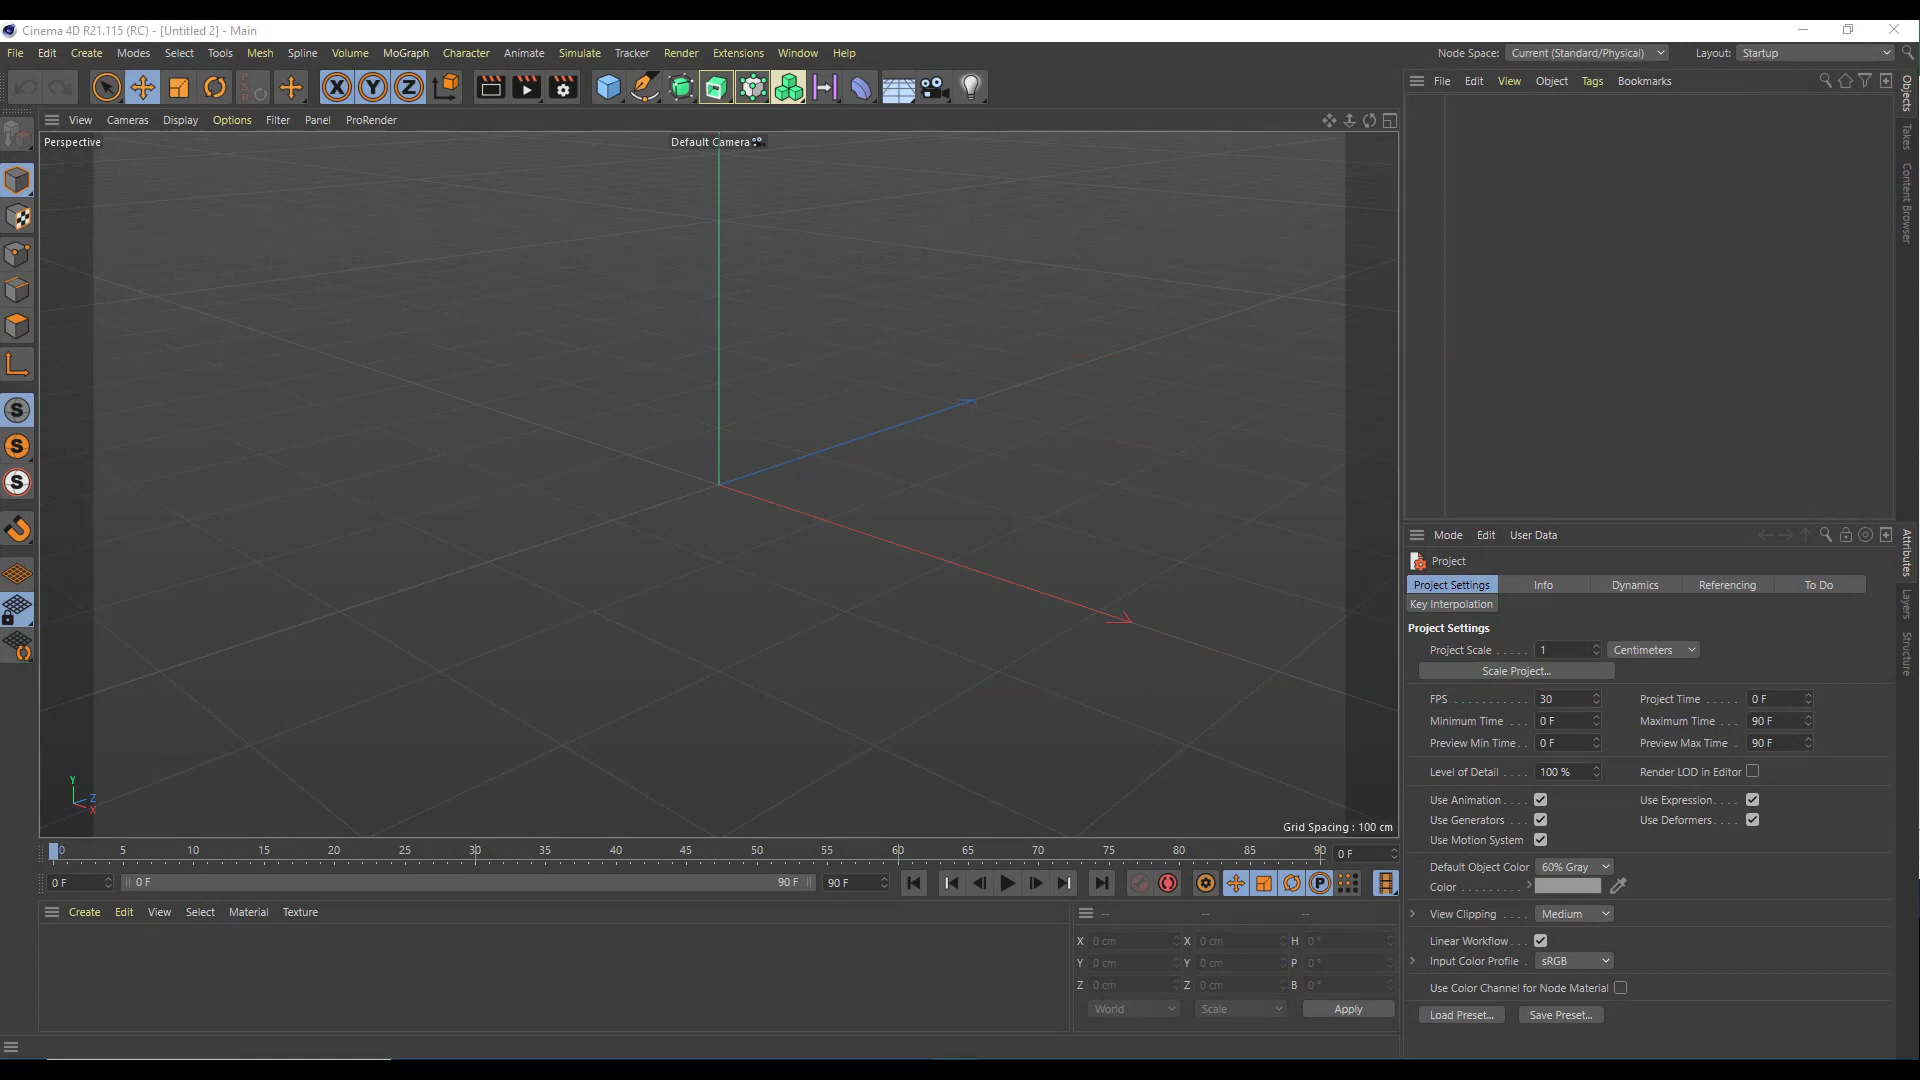 Cinema 4D R21.115 (RC) - [Untitled 2] - Main
File Edit Create Modes Select Tools Mesh Spline Volume MoGraph Character Animate Simulate Tracker Render Extensions Window Help
Node Space: Current (Standard/Physical) Layout: Startup
X Y Z
File Edit View Object Tags Bookmarks
Objects
Takes
Content Browser
View Cameras Display Options Filter Panel ProRender
Perspective
Default Camera
S
S
S
Y
Z
X
Grid Spacing : 100 cm
Mode Edit User Data
Attributes
Layers
Structure
Project
Project Settings Info Dynamics Referencing To Do
Key Interpolation
Project Settings
Project Scale . . . . . 1 Centimeters
Scale Project...
FPS . . . . . . . . . . . 30 Project Time . . . . . 0 F
Minimum Time . . . 0 F Maximum Time . . . 90 F
Preview Min Time . . 0 F Preview Max Time . 90 F
Level of Detail . . . . 100 % Render LOD in Editor
Use Animation . . . . Use Expression. . . .
Use Generators . . . Use Deformers . . . .
Use Motion System
Default Object Color 60% Gray
Color . . . . . . . . .
View Clipping . . . . Medium
Linear Workflow . . .
Input Color Profile . sRGB
Use Color Channel for Node Material
Load Preset... Save Preset...
0 5 10 15 20 25 30 35 40 45 50 55 60 65 70 75 80 85 90 0 F
0 F 0 F 90 F 90 F P
Create Edit View Select Material Texture
-- -- --
X 0 cm X 0 cm H 0 °
Y 0 cm Y 0 cm P 0 °
Z 0 cm Z 0 cm B 0 °
World Scale Apply